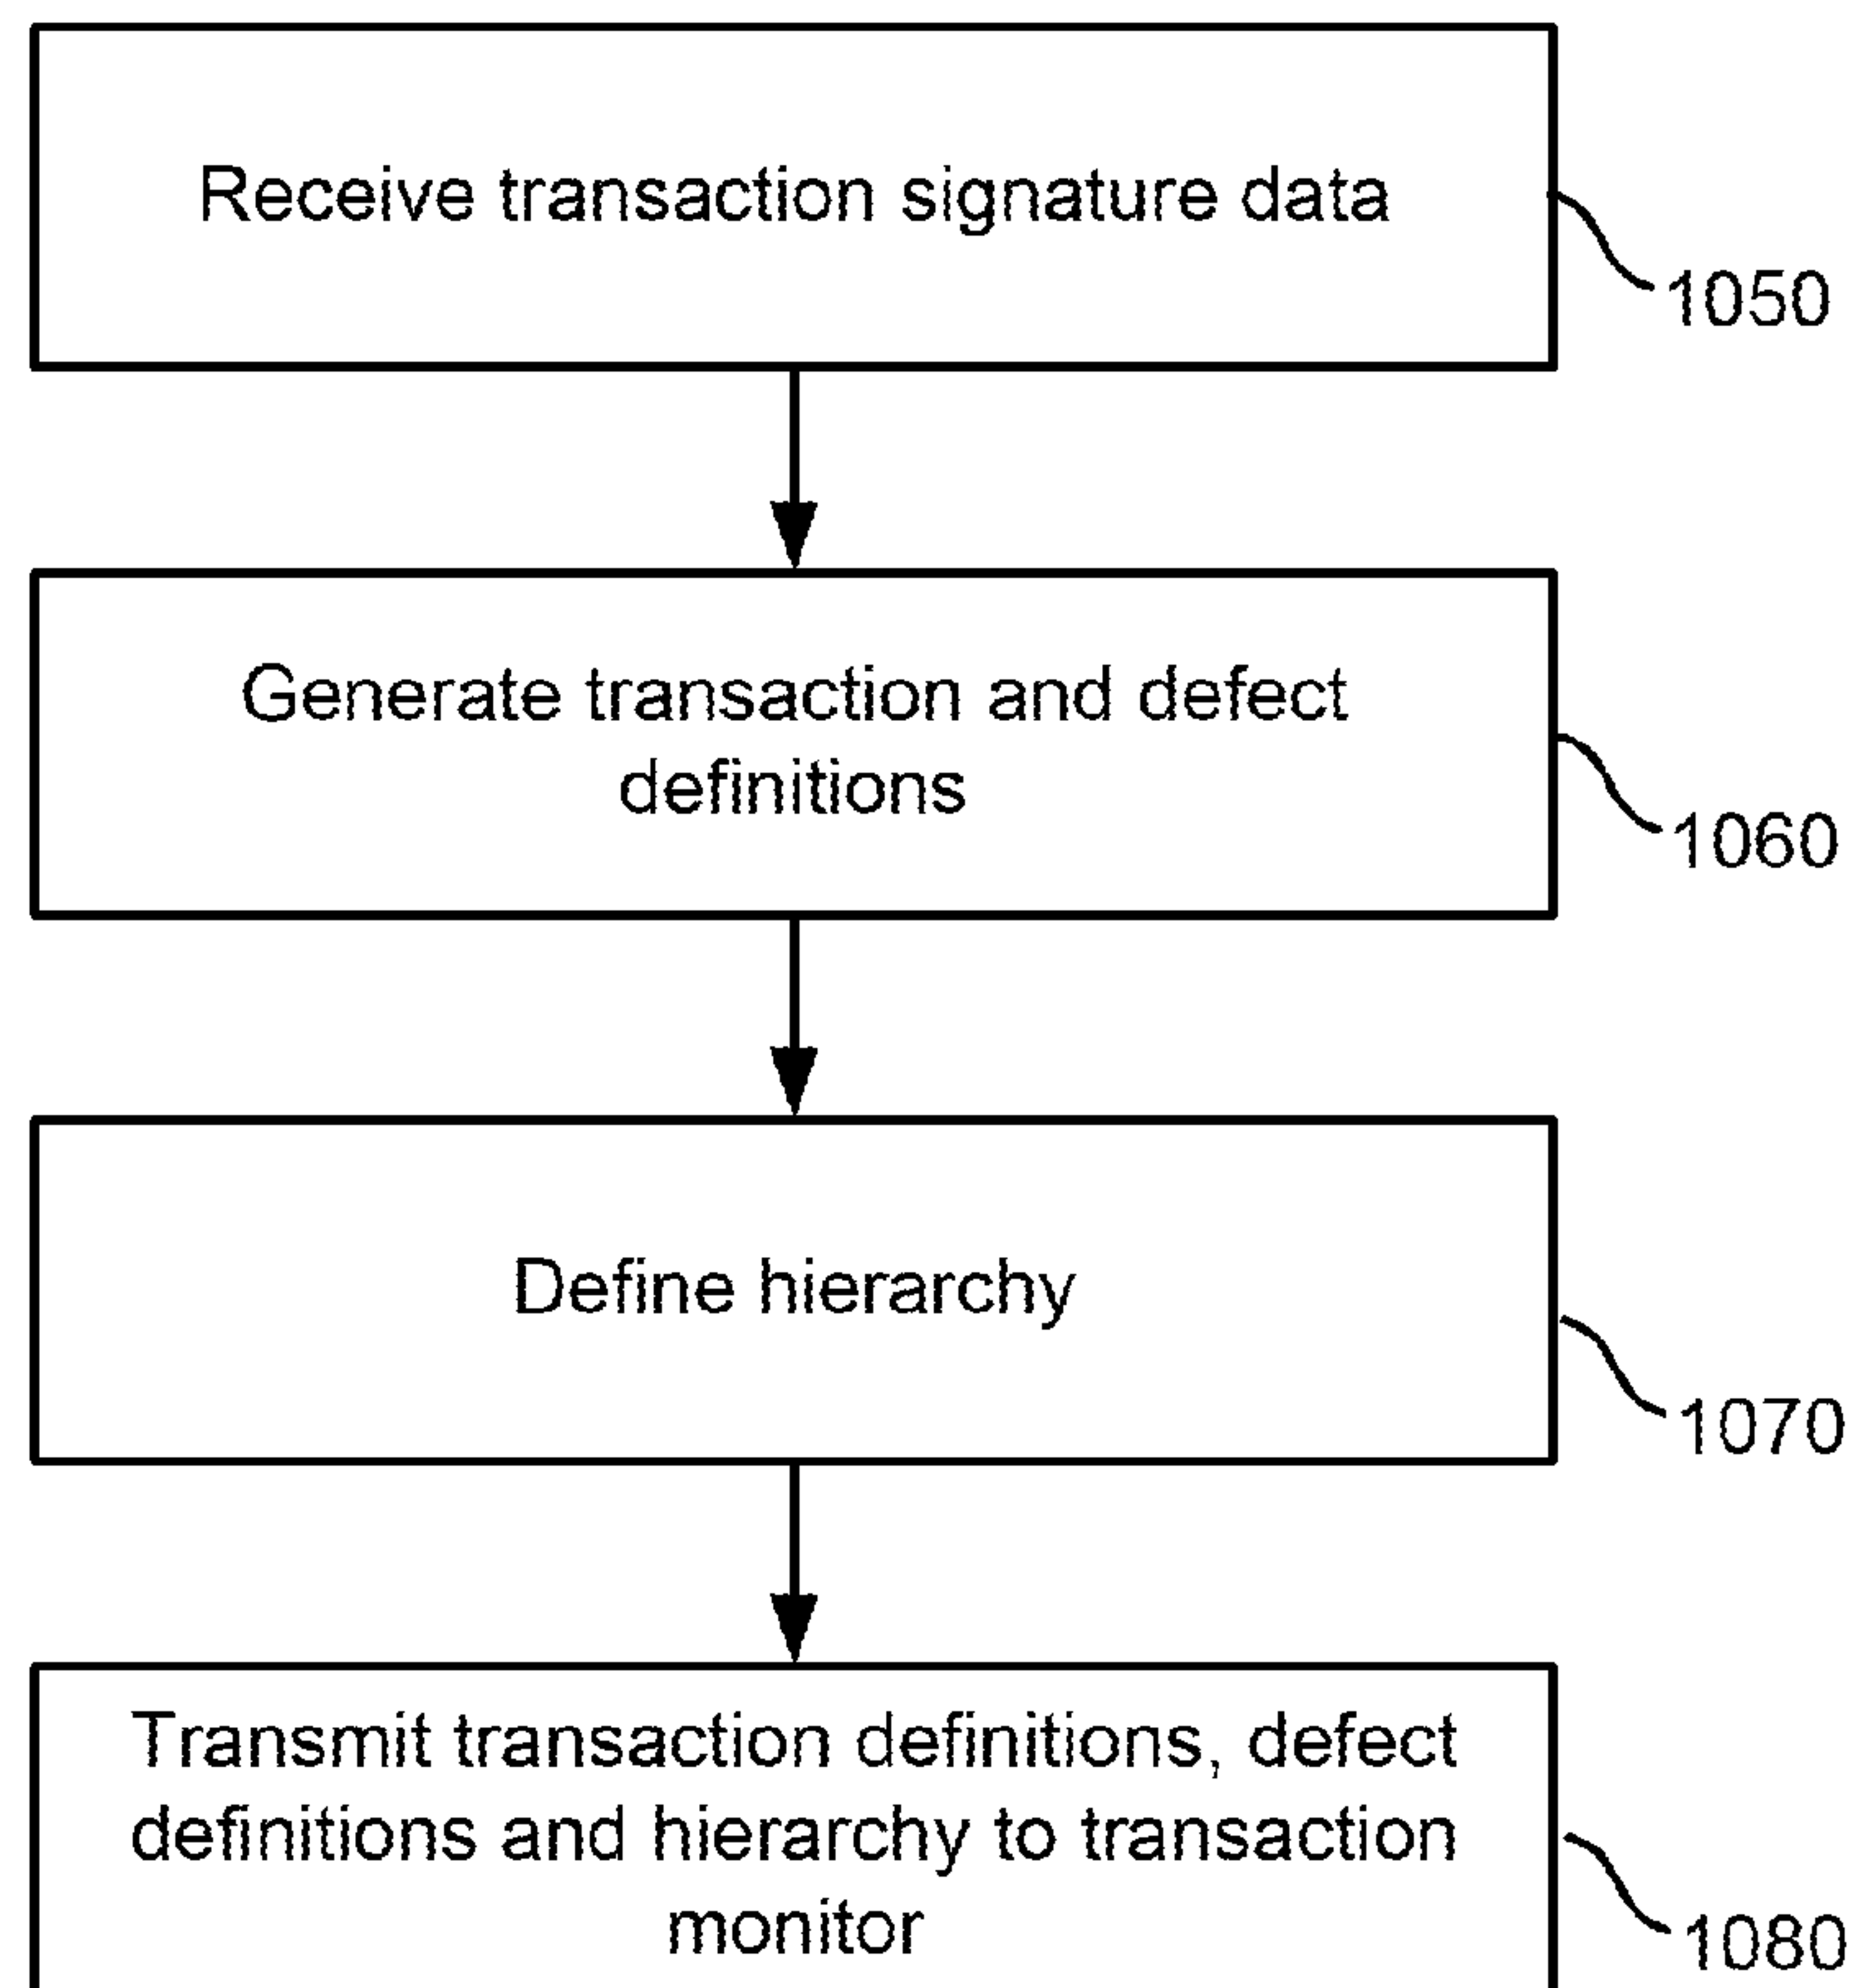 Receive transaction signature data
1050
Generate transaction and defect
definitions
1060
Define hierarchy
1070
Transmit transaction definitions, defect
definitions and hierarchy to transaction
monitor
1080